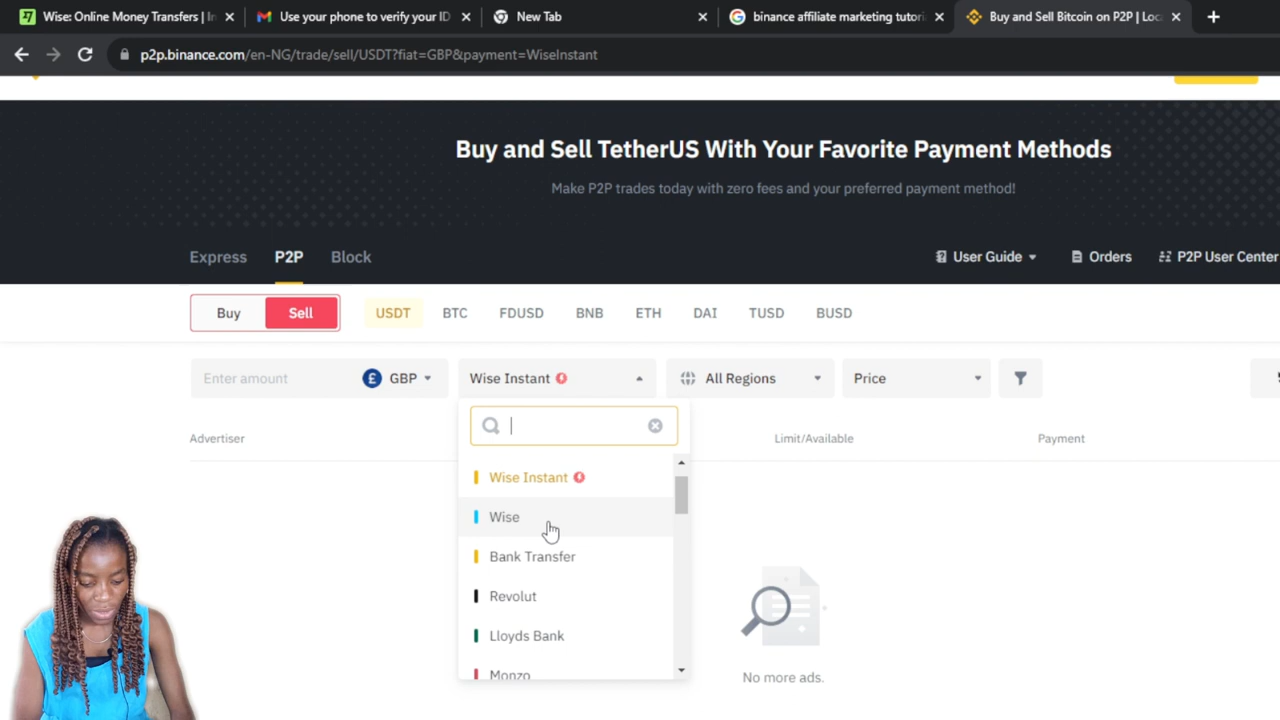 Wise: Online Money Transfers | In
Use your phone to verify your ID
New Tab
binance affiliate marketing tutori
Buy and Sell Bitcoin on P2P | Loc
p2p.binance.com/en-NG/trade/sell/USDT?fiat=GBP&payment=WiseInstant
Buy and Sell TetherUS With Your Favorite Payment Methods
Make P2P trades today with zero fees and your preferred payment method!
Express P2P Block User Guide Orders P2P User Center
Buy Sell USDT BTC FDUSD BNB ETH DAI TUSD BUSD
Enter amount £ GBP Wise Instant All Regions Price
Advertiser Limit/Available Payment
Wise Instant
Wise
Bank Transfer
Revolut
Lloyds Bank
Monzo
No more ads.